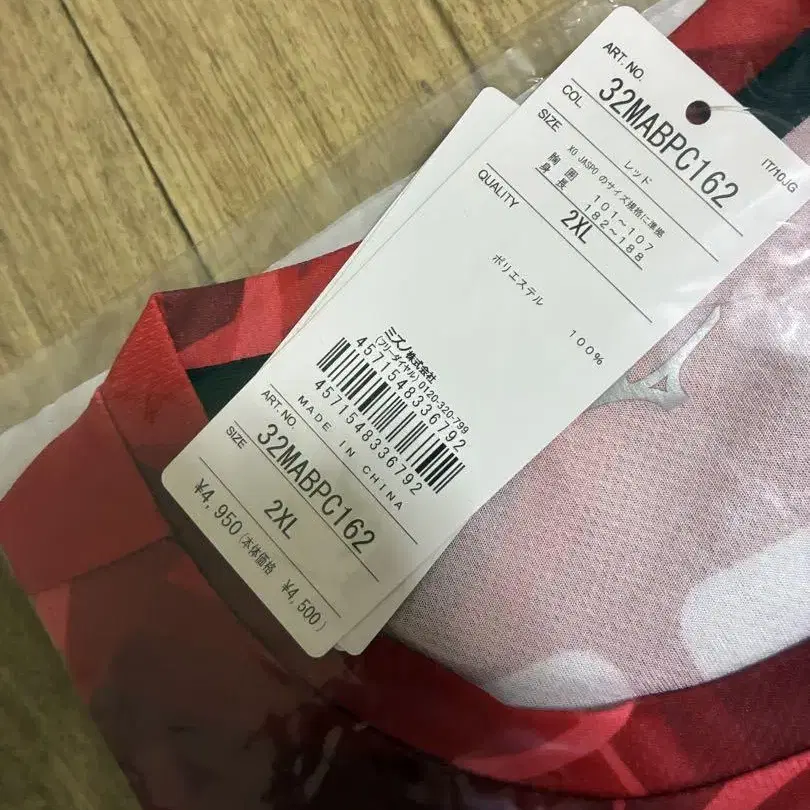 ART. NO.
32MABPC162
COL.
レッド
IT/10JG
SIZE
XG JASPO のサイズ規格に準拠
胸囲 101~107
身長 182~188
2XL
QUALITY
ポリエステル 100%
ミズノ株式会社
(フリーダイヤル) 0120-320-799
4571548336792
4571548336792
MADE IN CHINA
ART. NO.
32MABPC162
SIZE
2XL
¥4,950(本体価格 ¥4,500)